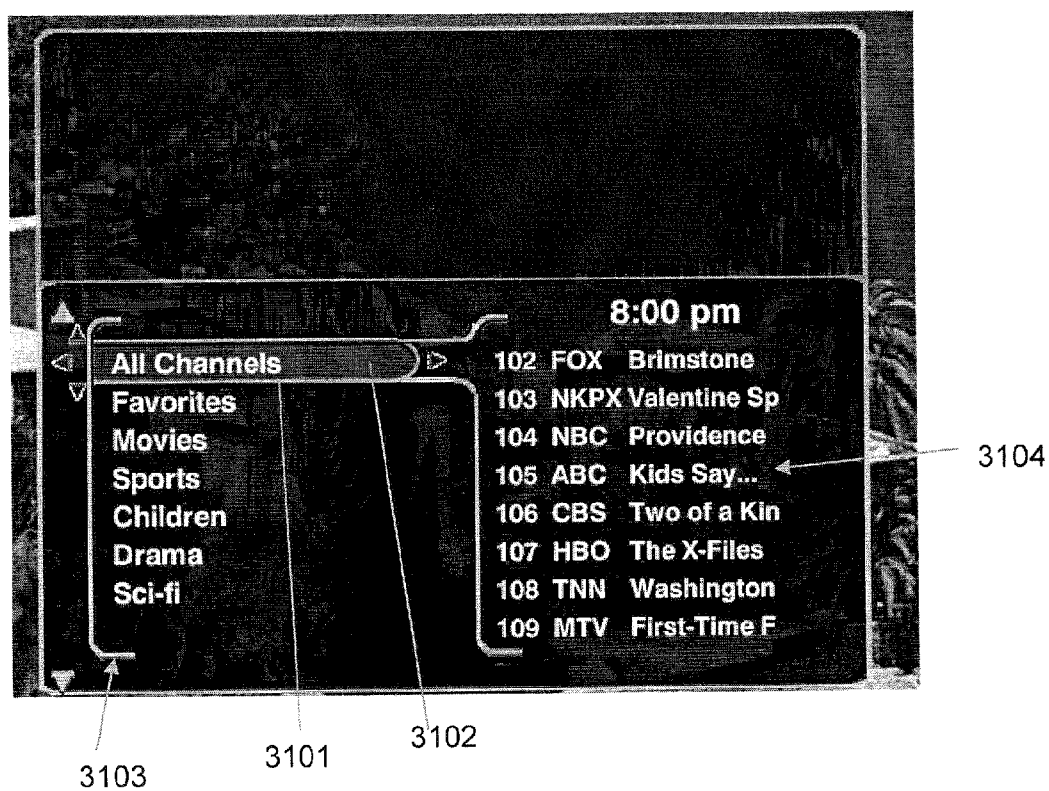 8:00 pm
All Channels
Favorites
Movies
Sports
Children
Drama
Sci-fi
102 FOX Brimstone
103 NKPX Valentine Sp
104 NBC Providence
105 ABC Kids Say...
106 CBS Two of a Kin
107 HBO The X-Files
108 TNN Washington
109 MTV First-Time F
3104
3103
3101
3102